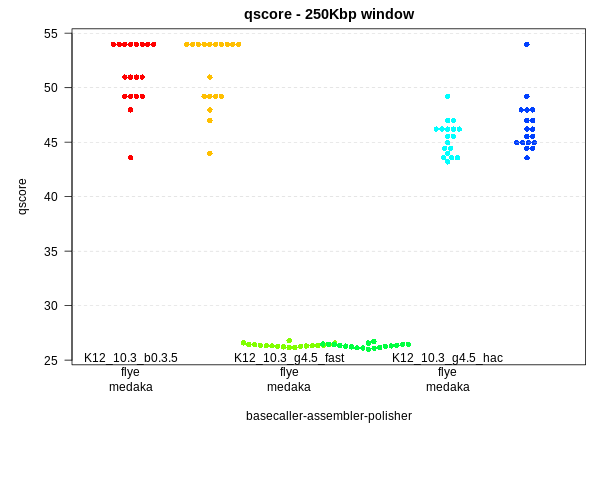 qscore - 250Kbp window
55
50
45
40
35
30
25
qscore
K12_10.3_b0.3.5
flye
medaka
K12_10.3_g4.5_fast
flye
medaka
K12_10.3_g4.5_hac
flye
medaka
basecaller-assembler-polisher